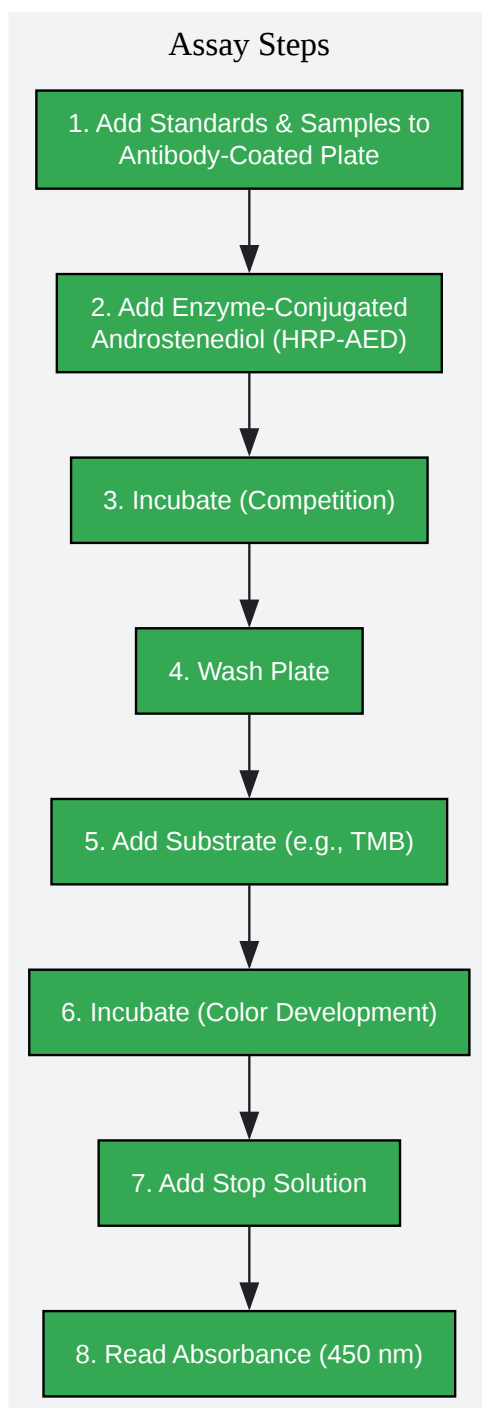 Assay Steps
1. Add Standards & Samples to
Antibody-Coated Plate
2. Add Enzyme-Conjugated
Androstenediol (HRP-AED)
3. Incubate (Competition)
4. Wash Plate
5. Add Substrate (e.g., TMB)
6. Incubate (Color Development)
7. Add Stop Solution
8. Read Absorbance (450 nm)